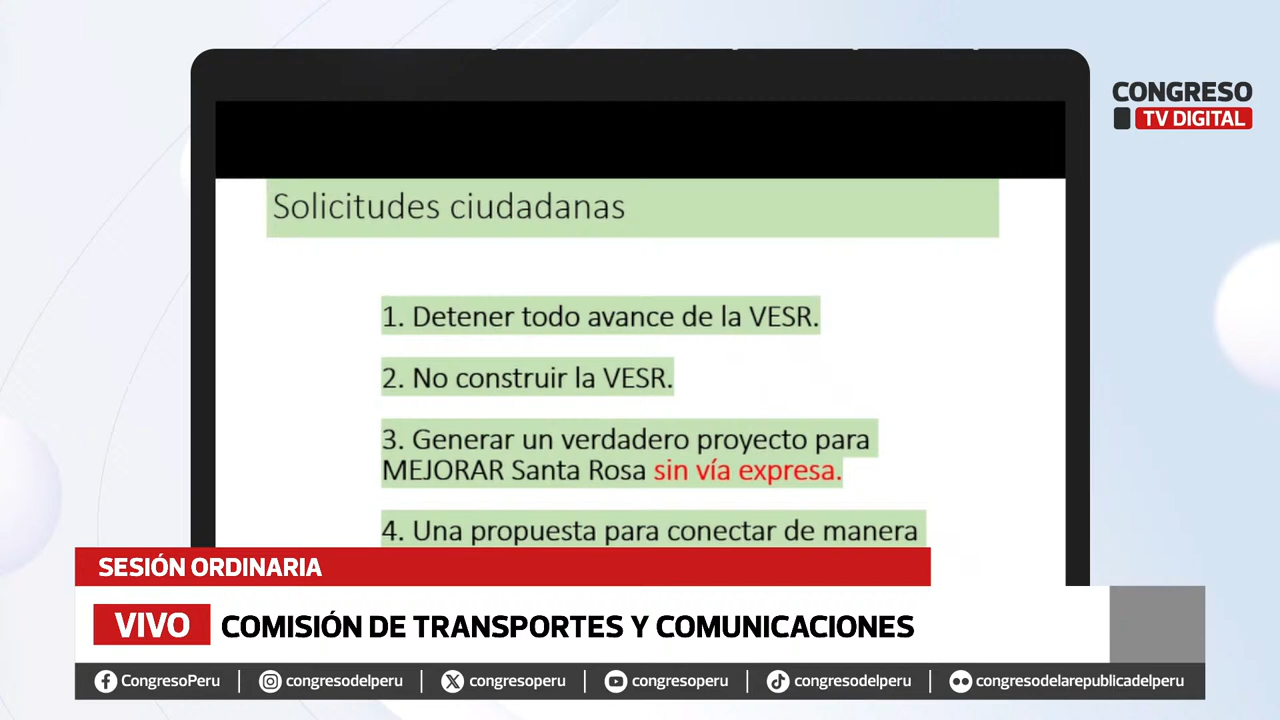 CONGRESO
TV DIGITAL
Solicitudes ciudadanas
1. Detener todo avance de la VESR.
2. No construir la VESR.
3. Generar un verdadero proyecto para
MEJORAR Santa Rosa sin vía expresa.
4. Una propuesta para conectar de manera
SESIÓN ORDINARIA
VIVO COMISIÓN DE TRANSPORTES Y COMUNICACIONES
CongresoPeru congresodelperu congresoperu congresoperu congresodelperu congresodelarepublicadelperu